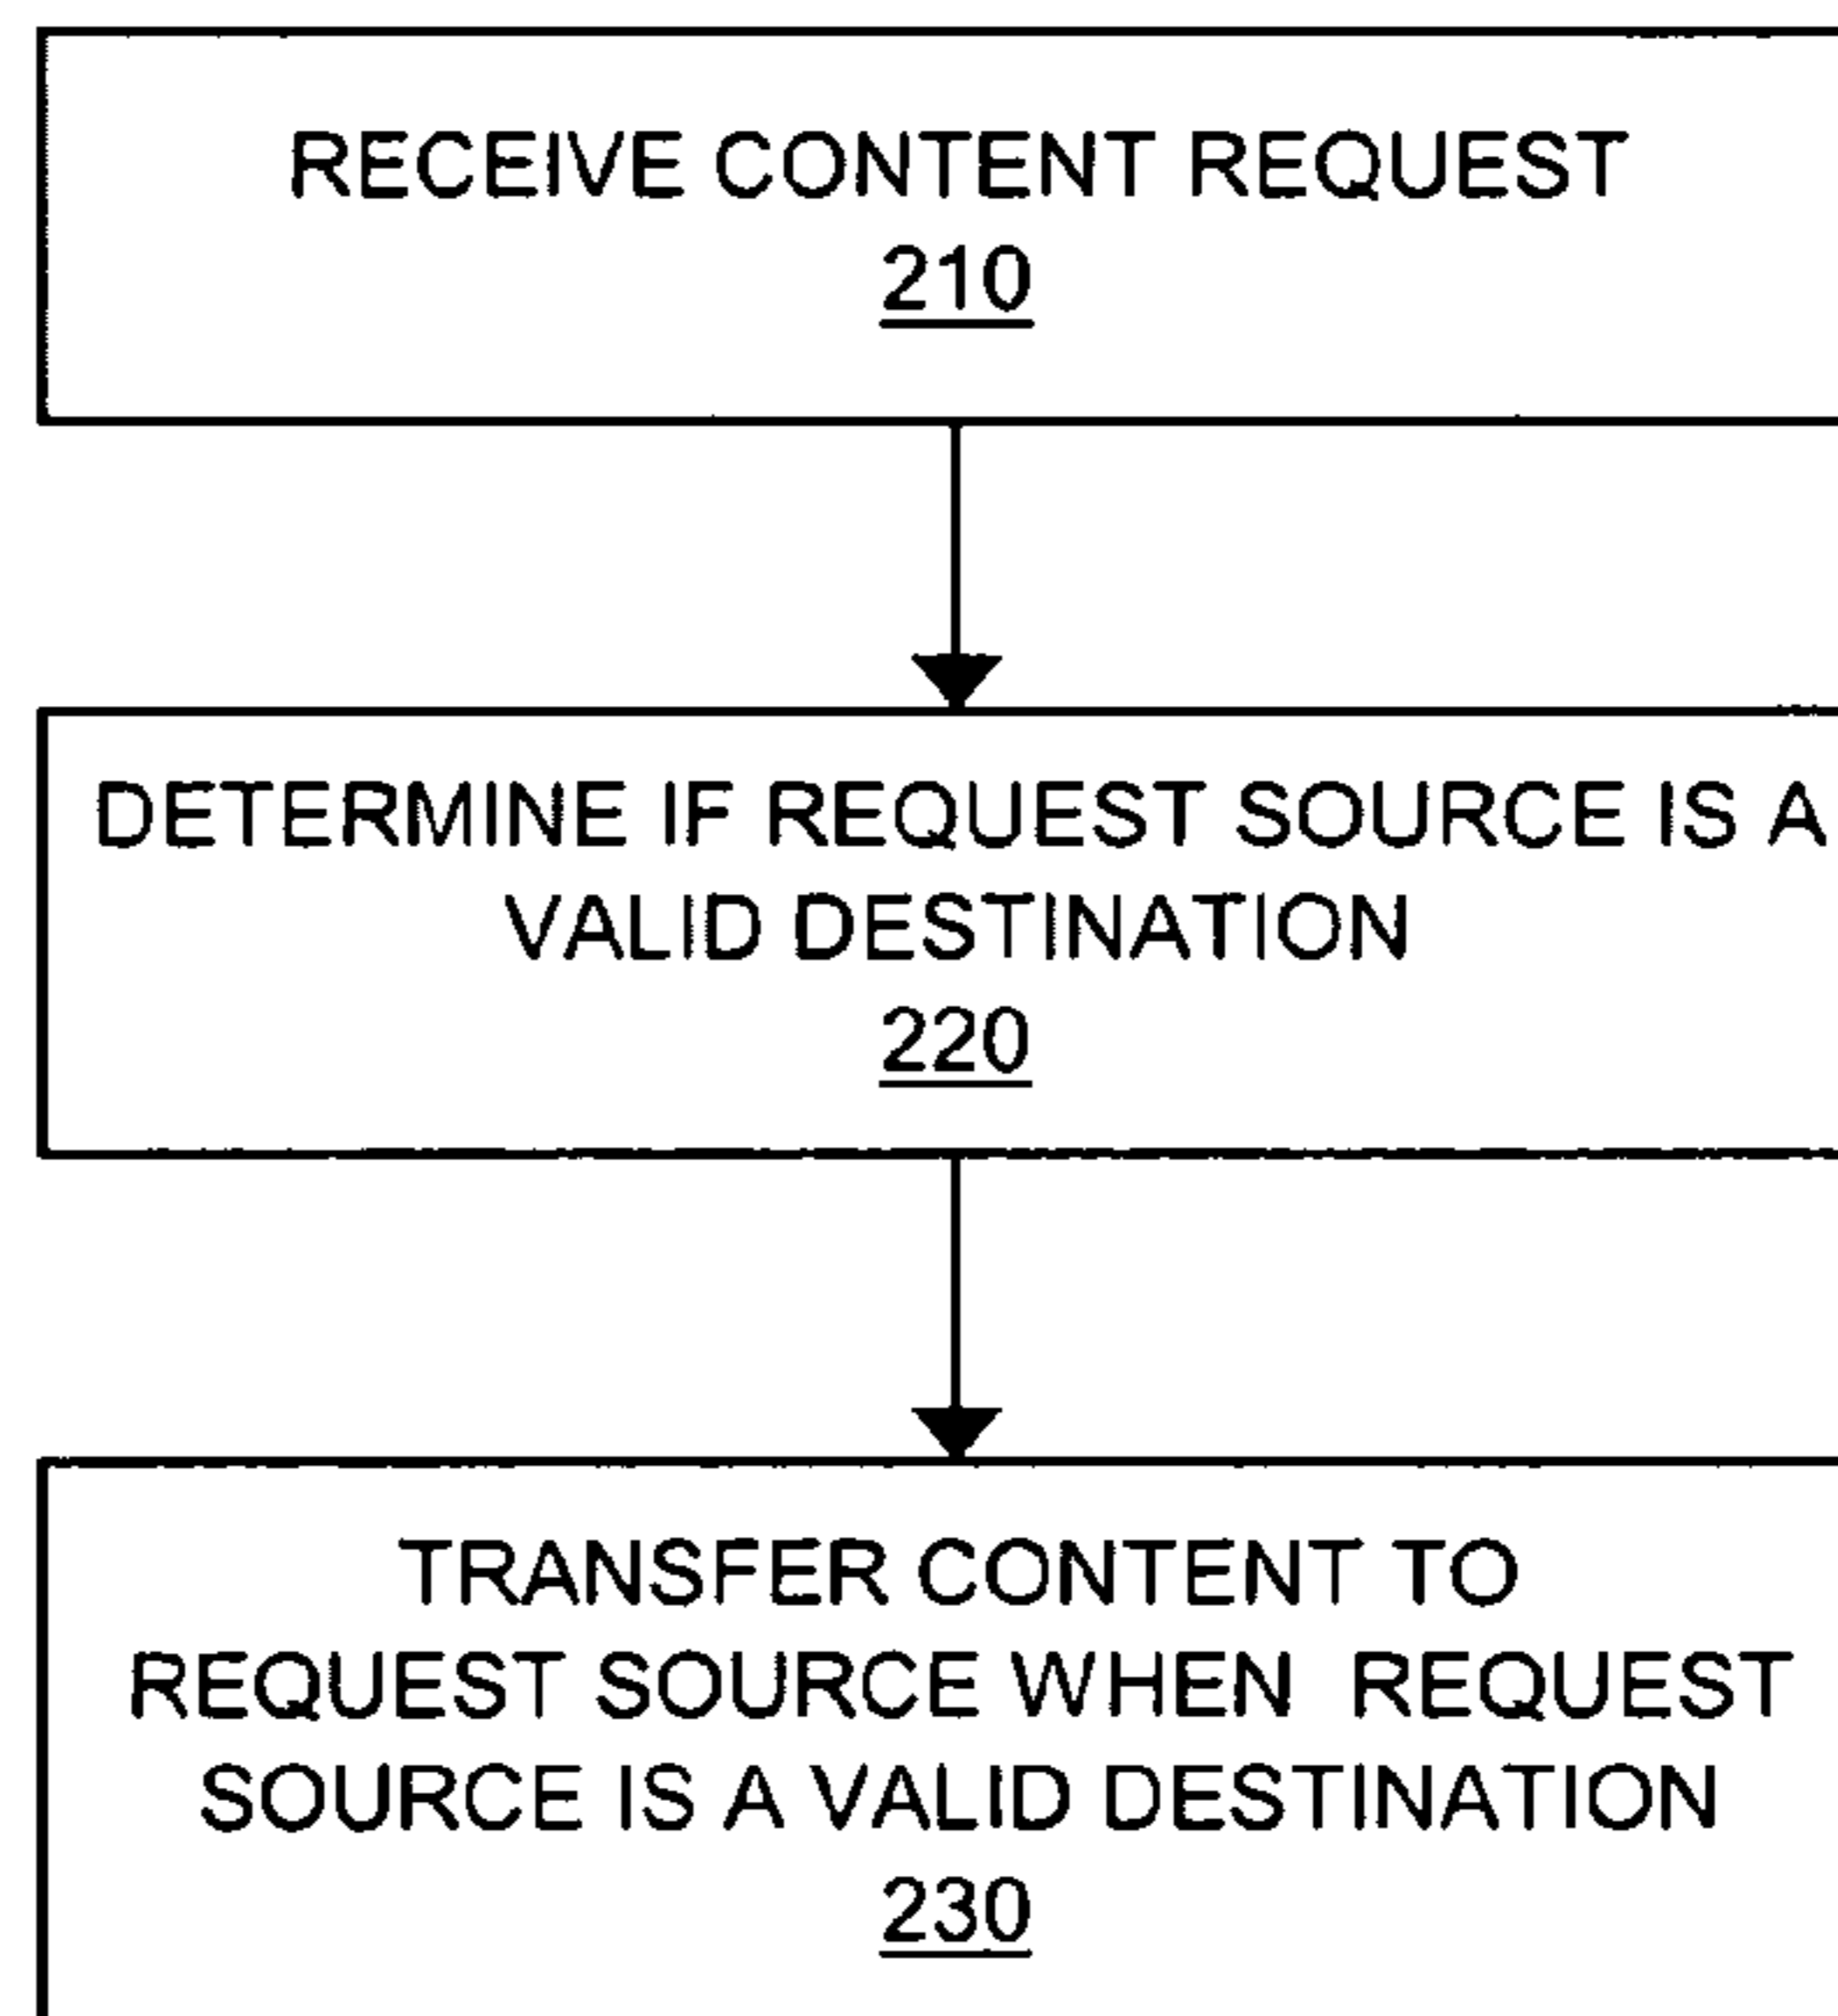 RECEIVE CONTENT REQUEST
210
DETERMINE IF REQUEST SOURCE IS A
VALID DESTINATION
220
TRANSFER CONTENT TO
REQUEST SOURCE WHEN REQUEST
SOURCE IS A VALID DESTINATION
230